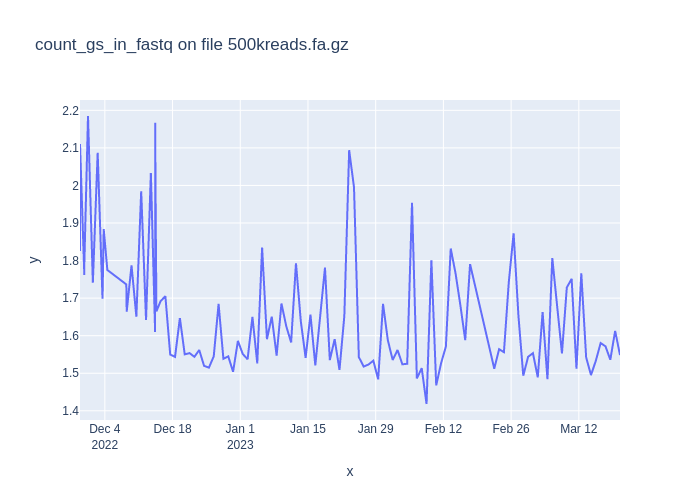 count_gs_in_fastq on file 500kreads.fa.gz
2.2
2.1
2
1.9
1.8
1.7
1.6
1.5
1.4
y
Dec 4
2022
Dec 18
Jan 1
2023
Jan 15
Jan 29
Feb 12
Feb 26
Mar 12
x